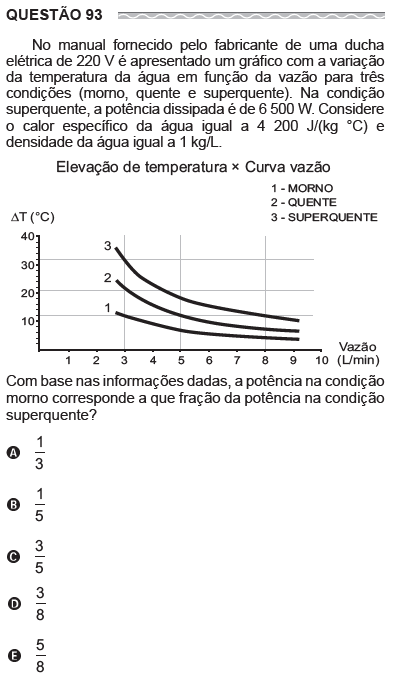 QUESTÃO 93
No manual fornecido pelo fabricante de uma ducha
elétrica de 220 V é apresentado um gráfico com a variação
da temperatura da água em função da vazão para três
condições (morno, quente e superquente). Na condição
superquente, a potência dissipada é de 6 500 W. Considere
o calor específico da água igual a 4 200 J/(kg °C) e
densidade da água igual a 1 kg/L.
Elevação de temperatura × Curva vazão
1 - MORNO
2 - QUENTE
3 - SUPERQUENTE
ΔT (°C)
40
30
20
10
3
2
1
1 2 3 4 5 6 7 8 9 10
Vazão
(L/min)
Com base nas informações dadas, a potência na condição
morno corresponde a que fração da potência na condição
superquente?
A 1/3
B 1/5
C 3/5
D 3/8
E 5/8